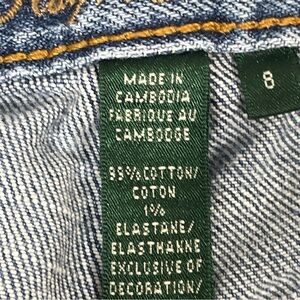 MADE IN
CAMBODIA
FABRIQUE AU
CAMBODGE
99% COTTON/
COTON
1%
ELASTANE/
ELASTHANNE
EXCLUSIVE OF
DECORATION/
8